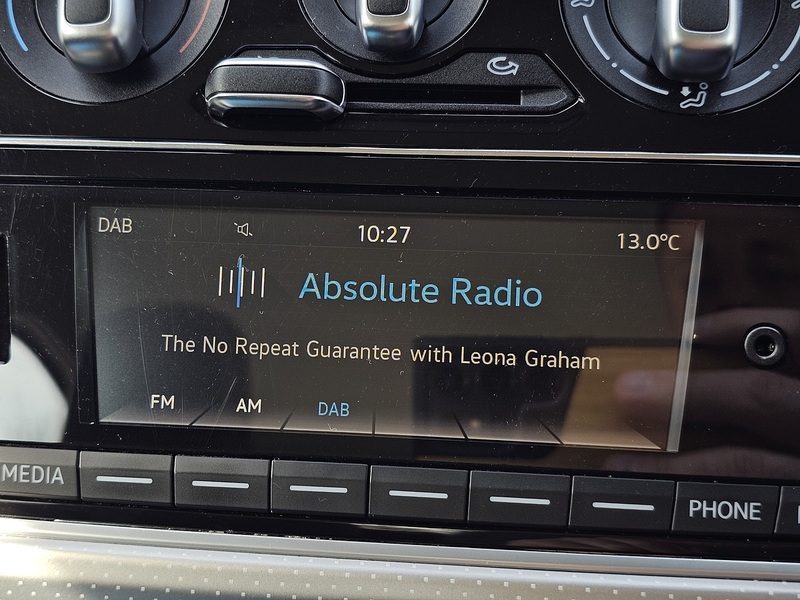 DAB 10:27 13.0°C
Absolute Radio
The No Repeat Guarantee with Leona Graham
FM AM DAB
MEDIA PHONE